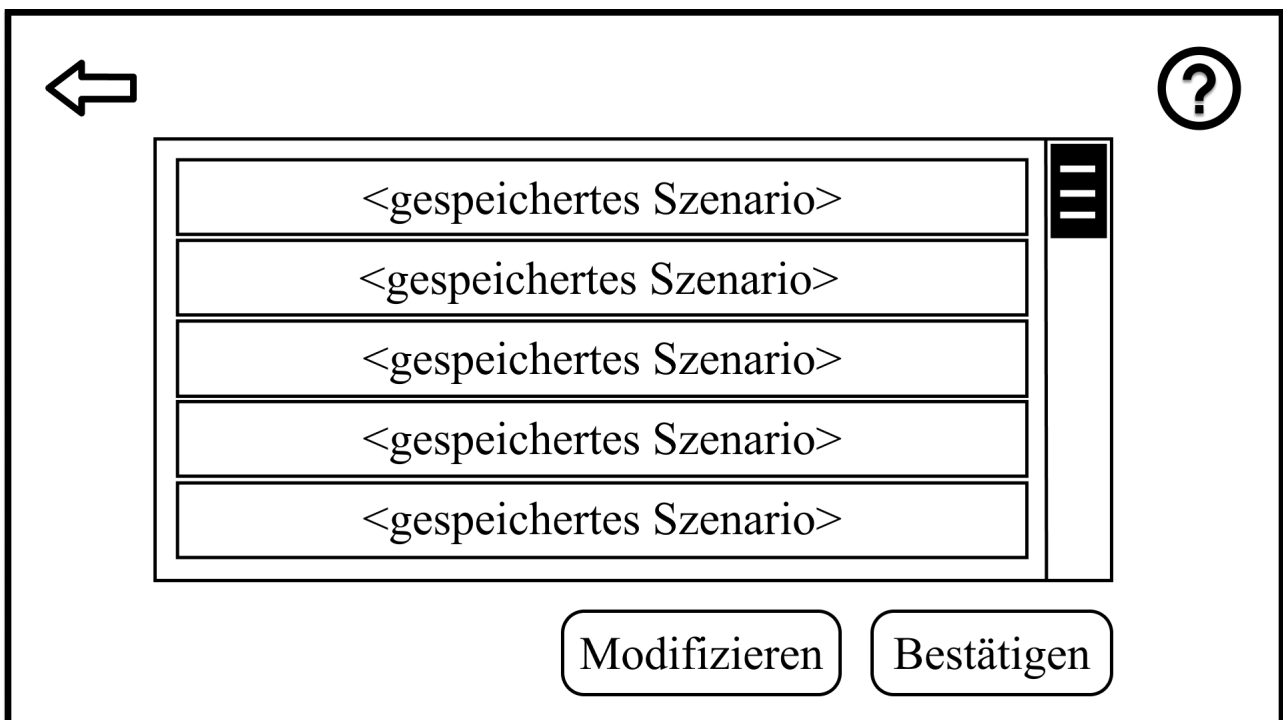 ?
<gespeichertes Szenario>
<gespeichertes Szenario>
<gespeichertes Szenario>
<gespeichertes Szenario>
<gespeichertes Szenario>
Modifizieren
Bestätigen